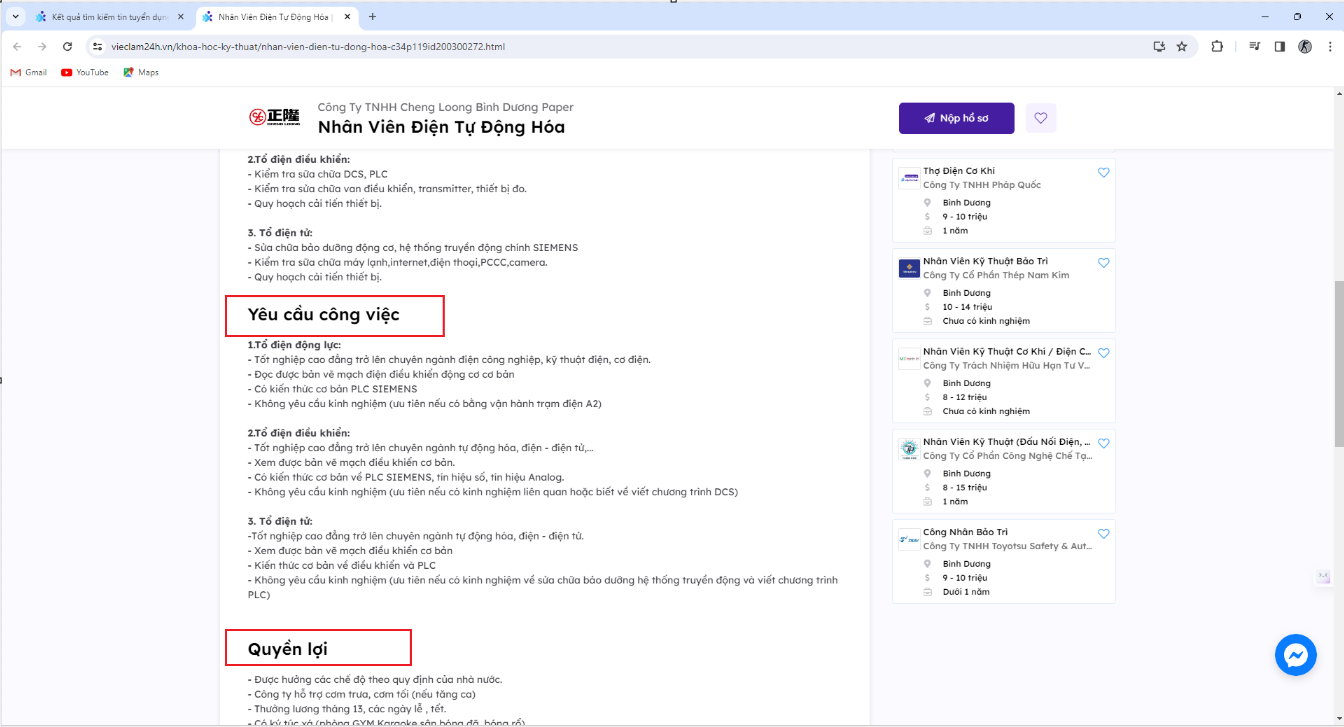 Kết quả tìm kiếm tin tuyển dụn
Nhân Viên Điện Tự Động Hóa |
vieclam24h.vn/khoa-hoc-ky-thuat/nhan-vien-dien-tu-dong-hoa-c34p119id200300272.html
Gmail
YouTube
Maps
正隆
Công Ty TNHH Cheng Loong Bình Dương Paper
Nhân Viên Điện Tự Động Hóa
Nộp hồ sơ
2.Tổ điện điều khiển:
- Kiểm tra sữa chữa DCS, PLC
- Kiểm tra sữa chữa van điều khiển, transmitter, thiết bị đo.
- Quy hoạch cải tiến thiết bị.
3. Tổ điện tử:
- Sửa chữa bảo dưỡng động cơ, hệ thống truyền động chính SIEMENS
- Kiểm tra sữa chữa máy lạnh,internet,điện thoại,PCCC,camera.
- Quy hoạch cải tiến thiết bị.
Yêu cầu công việc
1.Tổ điện động lực:
- Tốt nghiệp cao đẳng trở lên chuyên ngành điện công nghiệp, kỹ thuật điện, cơ điện.
- Đọc được bản vẽ mạch điện điều khiển động cơ cơ bản
- Có kiến thức cơ bản PLC SIEMENS
- Không yêu cầu kinh nghiệm (ưu tiên nếu có bằng vận hành trạm điện A2)
2.Tổ điện điều khiển:
- Tốt nghiệp cao đẳng trở lên chuyên ngành tự động hóa, điện - điện tử,...
- Xem được bản vẽ mạch điều khiển cơ bản.
- Có kiến thức cơ bản về PLC SIEMENS, tín hiệu số, tín hiệu Analog.
- Không yêu cầu kinh nghiệm (ưu tiên nếu có kinh nghiệm liên quan hoặc biết về viết chương trình DCS)
3. Tổ điện tử:
-Tốt nghiệp cao đẳng trở lên chuyên ngành tự động hóa, điện - điện tử.
- Xem được bản vẽ mạch điều khiển cơ bản
- Kiến thức cơ bản về điều khiển và PLC
- Không yêu cầu kinh nghiệm (ưu tiên nếu có kinh nghiệm về sửa chữa bảo dưỡng hệ thống truyền động và viết chương trình
PLC)
Quyền lợi
- Được hưởng các chế độ theo quy định của nhà nước.
- Công ty hỗ trợ cơm trưa, cơm tối (nếu tăng ca)
- Thưởng lương tháng 13, các ngày lễ , tết.
- Có ký túc xá (phòng GYM Karaoke sân bóng đá, bóng rổ)
Thợ Điện Cơ Khí
Công Ty TNHH Pháp Quốc
Bình Dương
9 - 10 triệu
1 năm
Nhân Viên Kỹ Thuật Bảo Trì
Công Ty Cổ Phần Thép Nam Kim
Bình Dương
10 - 14 triệu
Chưa có kinh nghiệm
Nhân Viên Kỹ Thuật Cơ Khí / Điện C...
Công Ty Trách Nhiệm Hữu Hạn Tư V...
Bình Dương
8 - 12 triệu
Chưa có kinh nghiệm
Nhân Viên Kỹ Thuật (Đấu Nối Điện, ...
Công Ty Cổ Phần Công Nghệ Chế Tạ...
Bình Dương
8 - 15 triệu
1 năm
Công Nhân Bảo Trì
Công Ty TNHH Toyotsu Safety & Aut...
Bình Dương
9 - 10 triệu
Dưới 1 năm